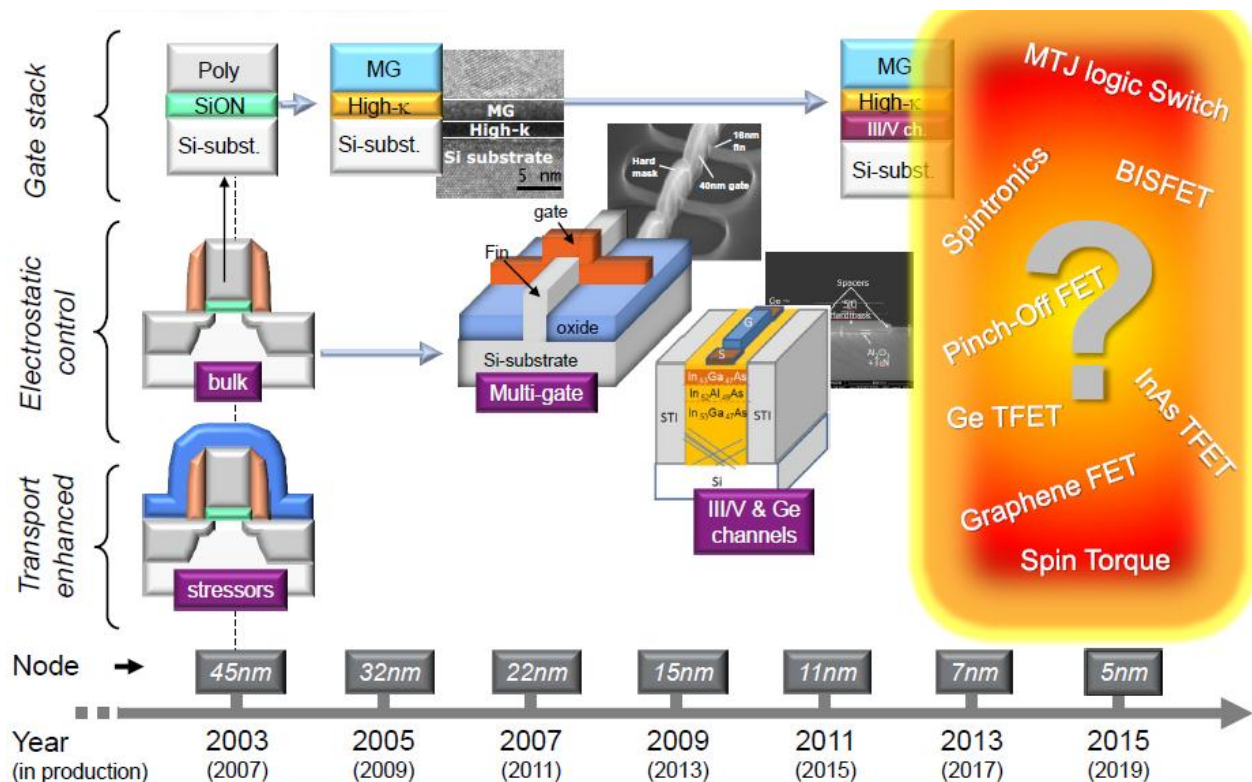 Gate stack
Poly
SiON
Si-subst.
MG
High-κ
Si-subst.
MG
High-k
Si substrate
5 nm
16nm
fin
Hard
mask
40nm gate
MG
High-κ
III/V ch.
Si-subst.
Electrostatic
control
bulk
gate
Fin
oxide
Si-substrate
Multi-gate
G
S
In.53Ga.47As
In.52Al.48As
In.53Ga.47As
STI
STI
Si
III/V & Ge
channels
Spacers
Transport
enhanced
stressors
MTJ logic Switch
Spintronics
BISFET
?
Pinch-Off FET
Ge TFET
InAs TFET
Graphene FET
Spin Torque
Node
45nm
32nm
22nm
15nm
11nm
7nm
5nm
Year
2003
2005
2007
2009
2011
2013
2015
(in production)
(2007)
(2009)
(2011)
(2013)
(2015)
(2017)
(2019)